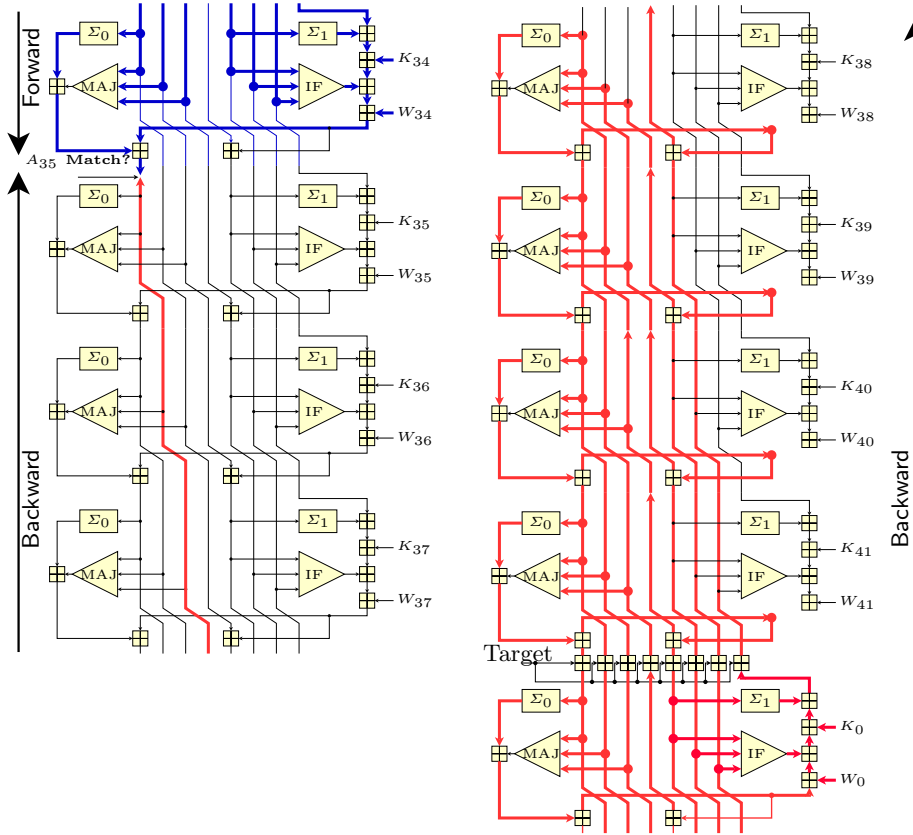 Forward
Σ0
Σ1
K34
MAJ
IF
W34
A35 Match?
Backward
Σ0
Σ1
K35
MAJ
IF
W35
Σ0
Σ1
K36
MAJ
IF
W36
Σ0
Σ1
K37
MAJ
IF
W37
Σ0
Σ1
K38
MAJ
IF
W38
Σ0
Σ1
K39
MAJ
IF
W39
Σ0
Σ1
K40
MAJ
IF
W40
Backward
Σ0
Σ1
K41
MAJ
IF
W41
Target
Σ0
Σ1
K0
MAJ
IF
W0